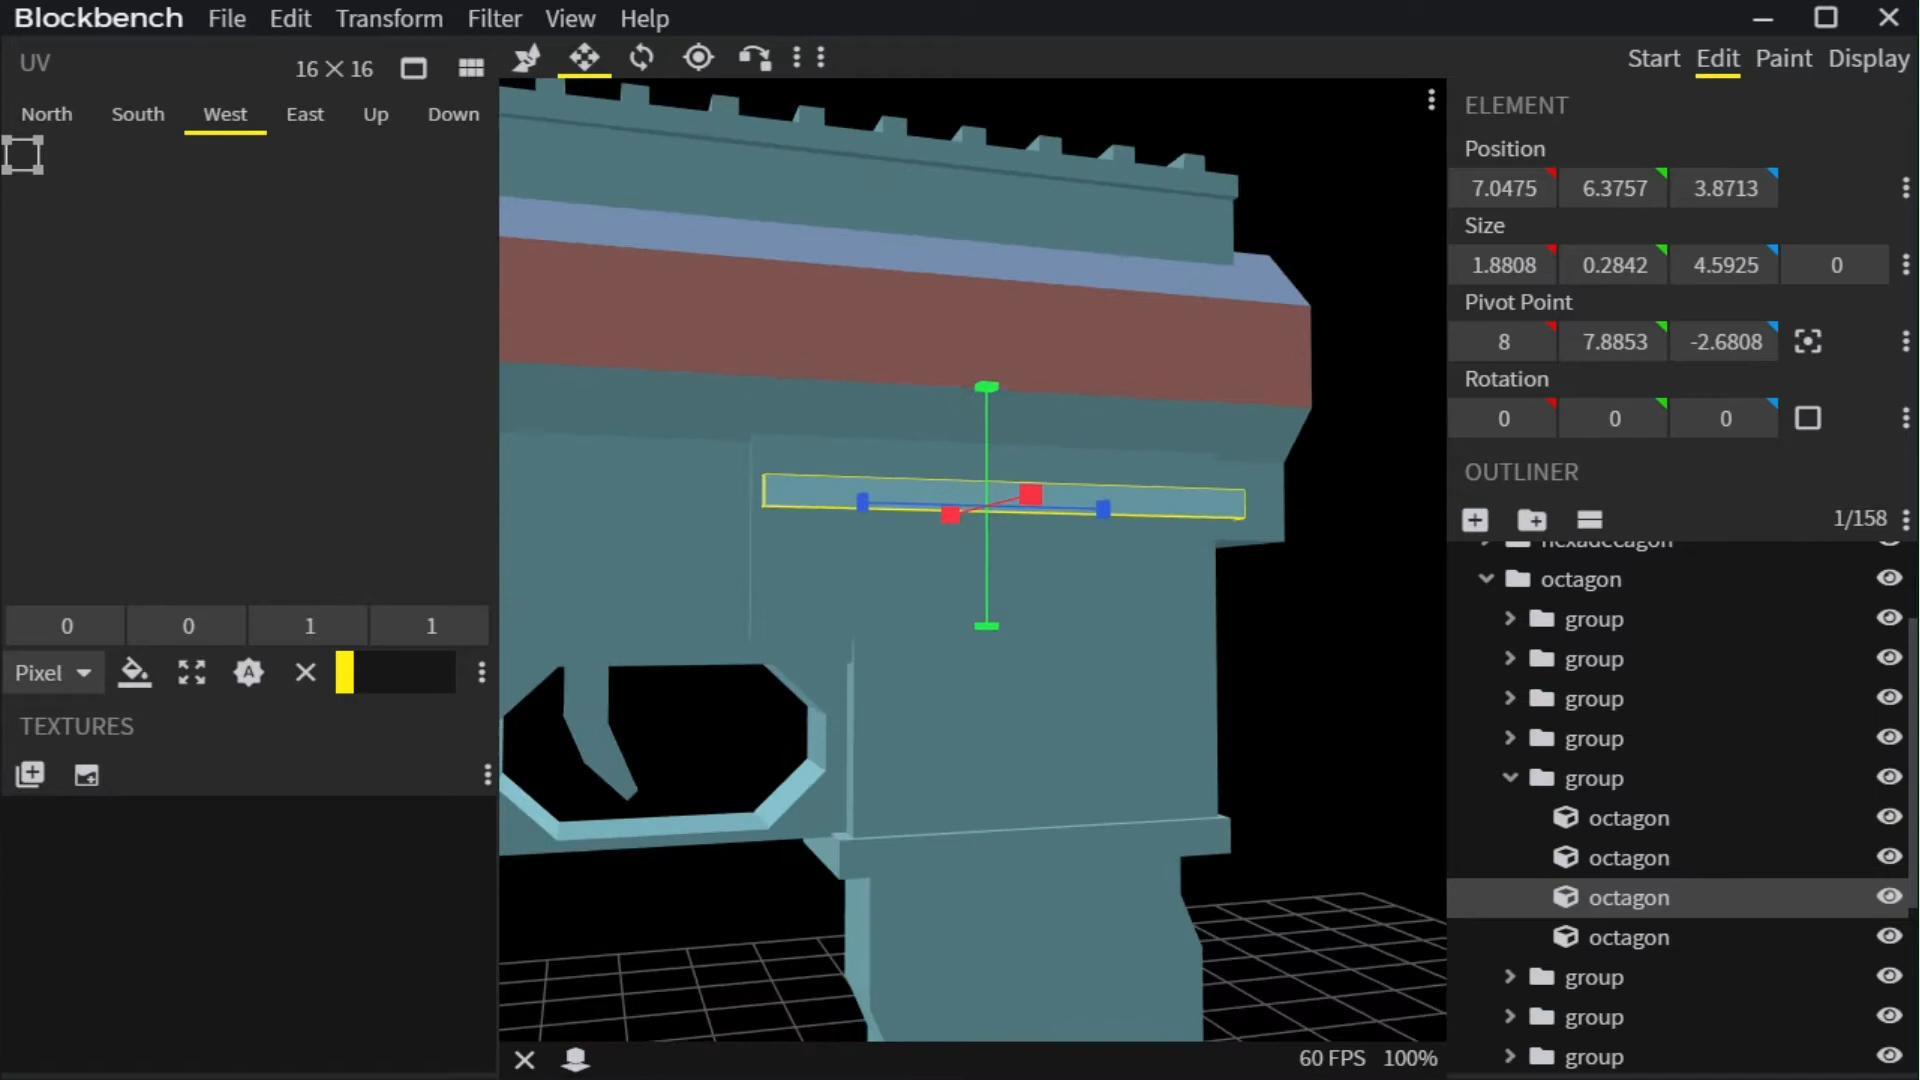 Blockbench File Edit Transform Filter View Help
UV
16×16
Start Edit Paint Display
North South West East Up Down
ELEMENT
Position
7.0475 6.3757 3.8713
Size
1.8808 0.2842 4.5925 0
Pivot Point
8 7.8853 -2.6808
Rotation
0 0 0
OUTLINER
1/158
hexadecagon
octagon
group
group
group
group
group
octagon
octagon
octagon
octagon
group
group
group
0 0 1 1
Pixel
TEXTURES
60 FPS 100%